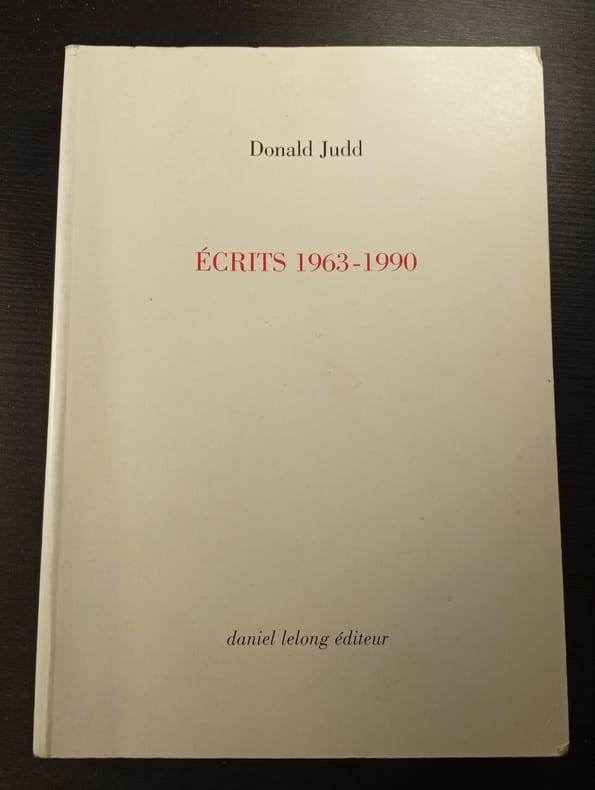 Donald Judd
ÉCRITS 1963-1990
daniel lelong éditeur